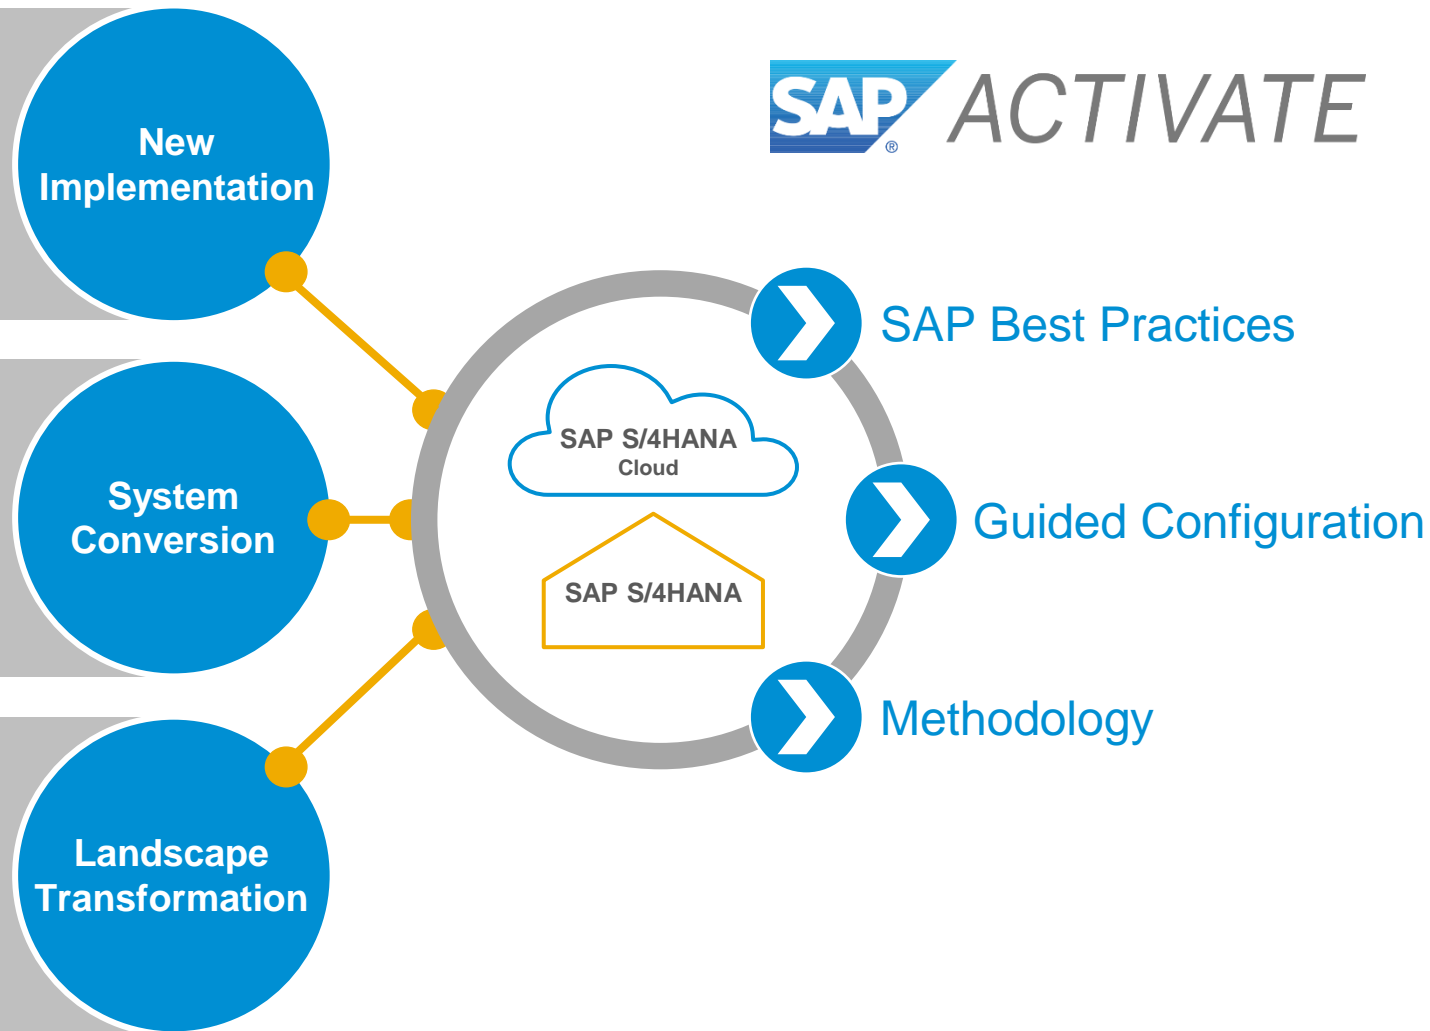 SAP® ACTIVATE
New
Implementation
System
Conversion
Landscape
Transformation
SAP S/4HANA
Cloud
SAP S/4HANA
SAP Best Practices
Guided Configuration
Methodology